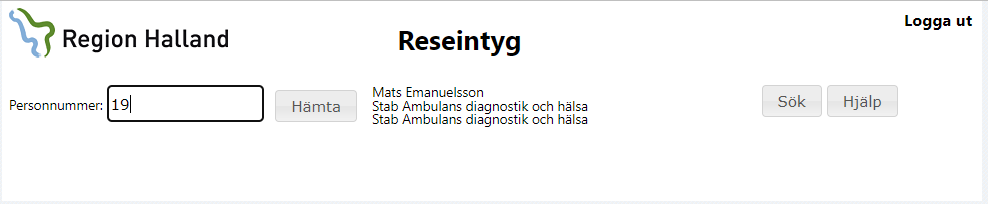 Logga ut
Region Halland
Reseintyg
Personnummer: 19
Hämta
Mats Emanuelsson
Stab Ambulans diagnostik och hälsa
Stab Ambulans diagnostik och hälsa
Sök
Hjälp